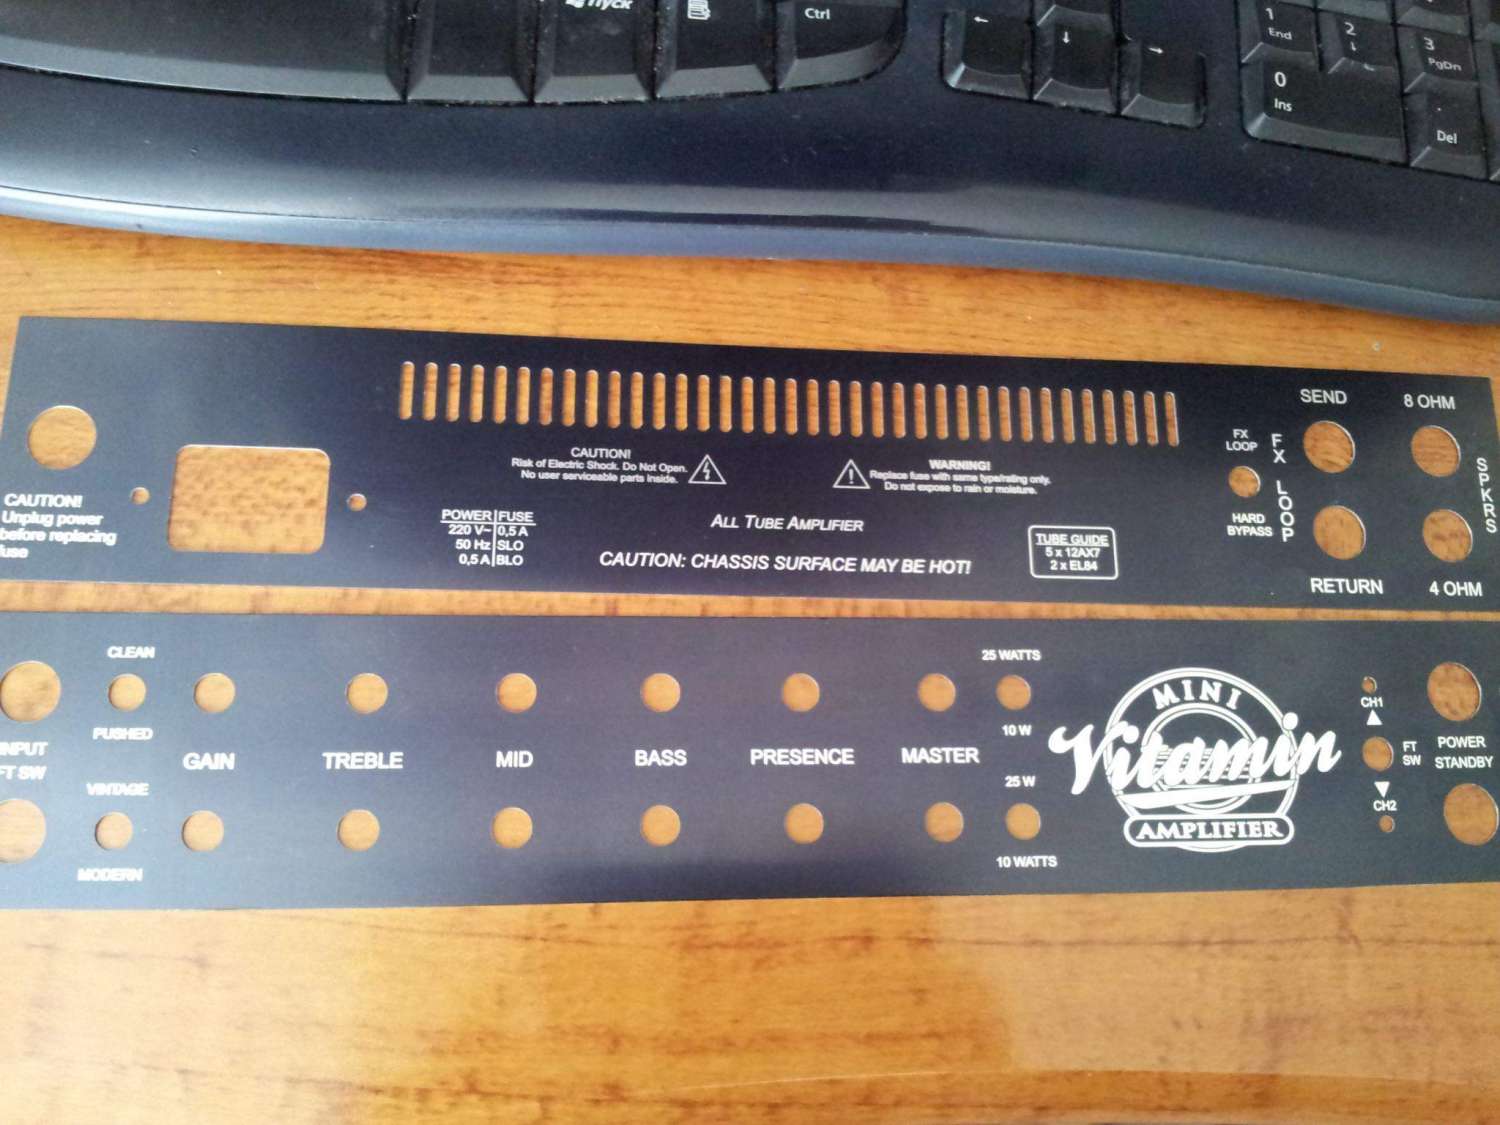 Ctrl
←
↓
→
1
End
2
↓
3
PgDn
0
Ins
.
Del
CAUTION!
Unplug power
before replacing
fuse
CAUTION!
Risk of Electric Shock. Do Not Open.
No user serviceable parts inside.
WARNING!
Replace fuse with same type/rating only.
Do not expose to rain or moisture.
POWER FUSE
220 V~ 0,5 A
50 Hz SLO
0,5 A BLO
ALL TUBE AMPLIFIER
CAUTION: CHASSIS SURFACE MAY BE HOT!
TUBE GUIDE
5 x 12AX7
2 x EL84
FX
LOOP
HARD
BYPASS
FX LOOP
SEND
RETURN
8 OHM
4 OHM
SPKRS
INPUT
FT SW
CLEAN
PUSHED
VINTAGE
MODERN
GAIN
TREBLE
MID
BASS
PRESENCE
MASTER
25 WATTS
10 W
25 W
10 WATTS
MINI
Vitamin
AMPLIFIER
CH1
FT
SW
CH2
POWER
STANDBY